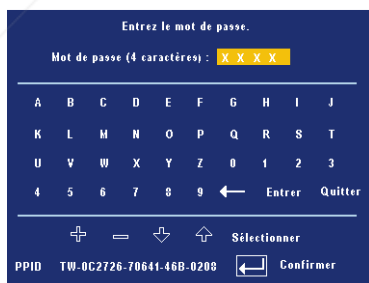 Entrez le mot de passe.
Mot de passe (4 caractères) : X X X X
A B C D E F G H I J
K L M N O P Q R S T
U V W X Y Z 0 1 2 3
4 5 6 7 8 9 ← Entrer Quitter
Sélectionner
PPID TW-0C2726-70641-46B-0208 Confirmer